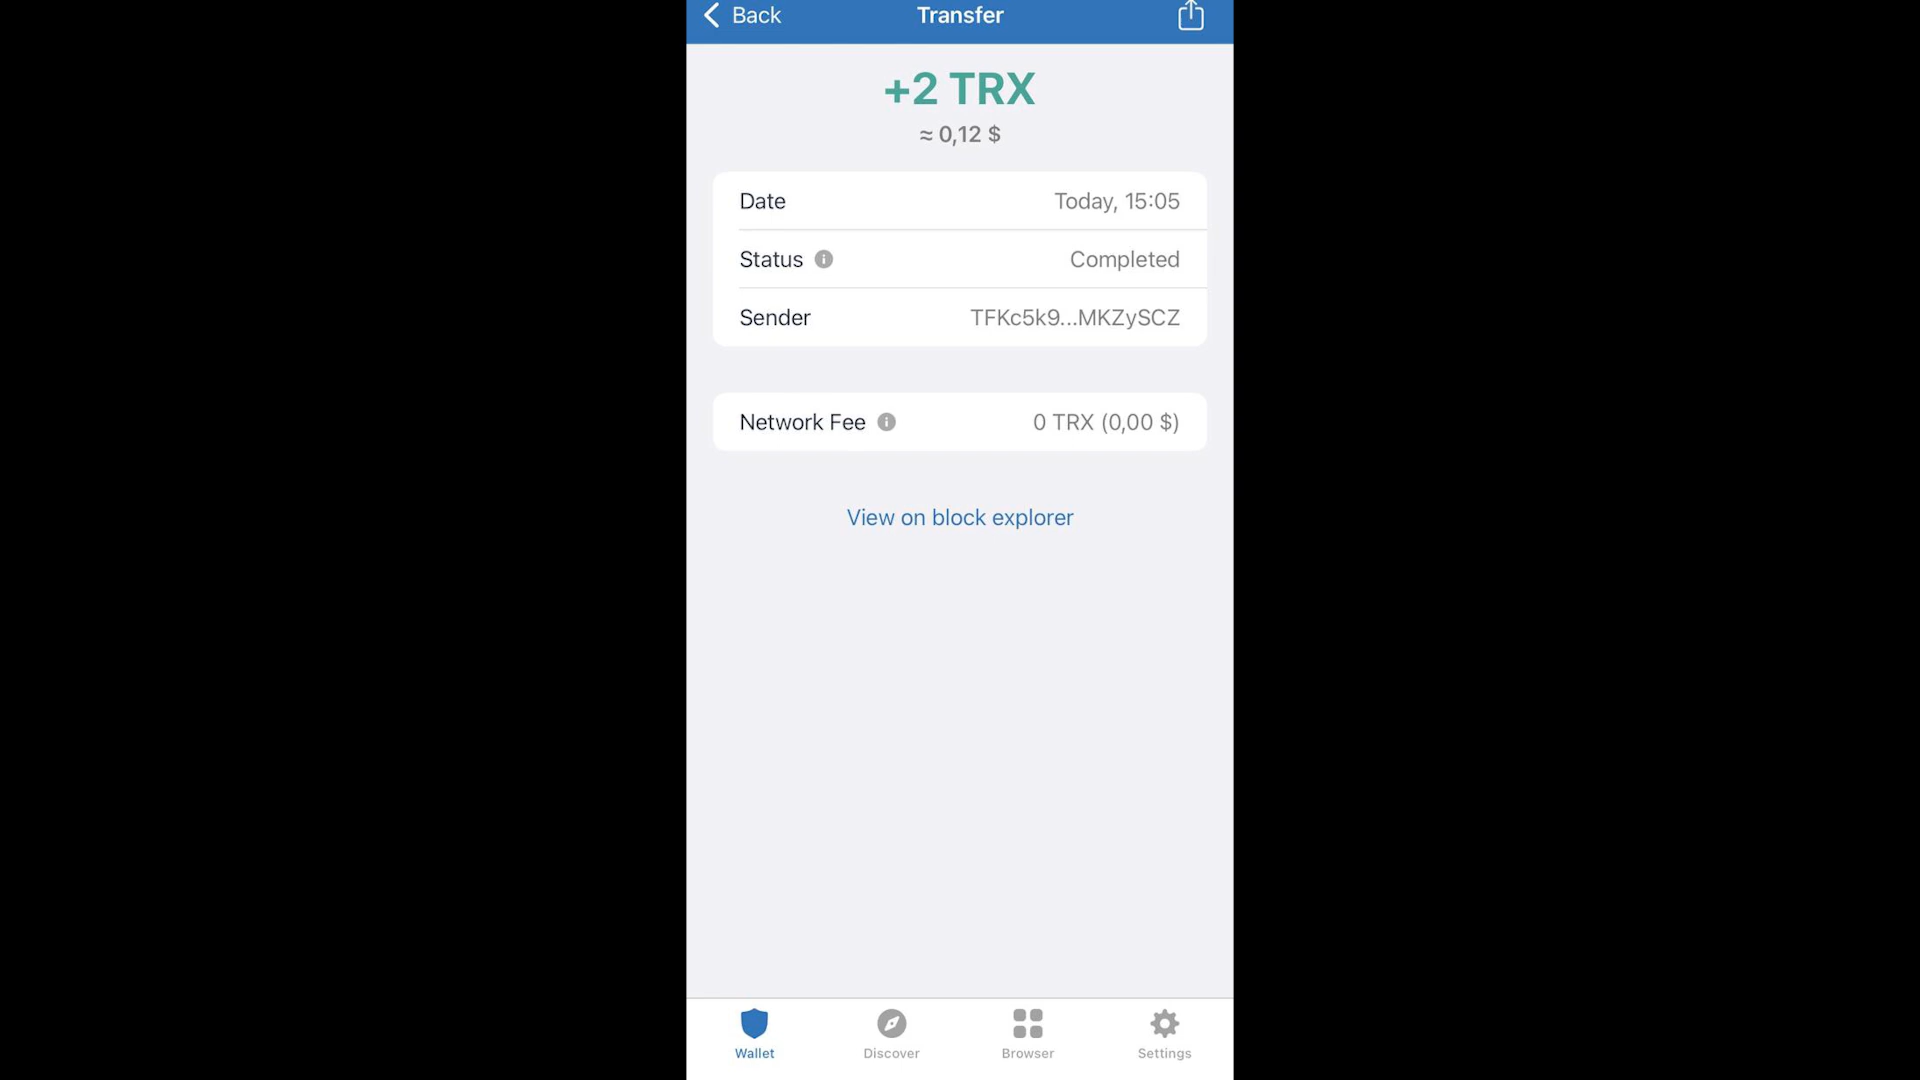 Back
Transfer
+2 TRX
≈ 0,12 $
Date Today, 15:05
Status Completed
Sender TFKc5k9...MKZySCZ
Network Fee 0 TRX (0,00 $)
View on block explorer
Wallet Discover Browser Settings